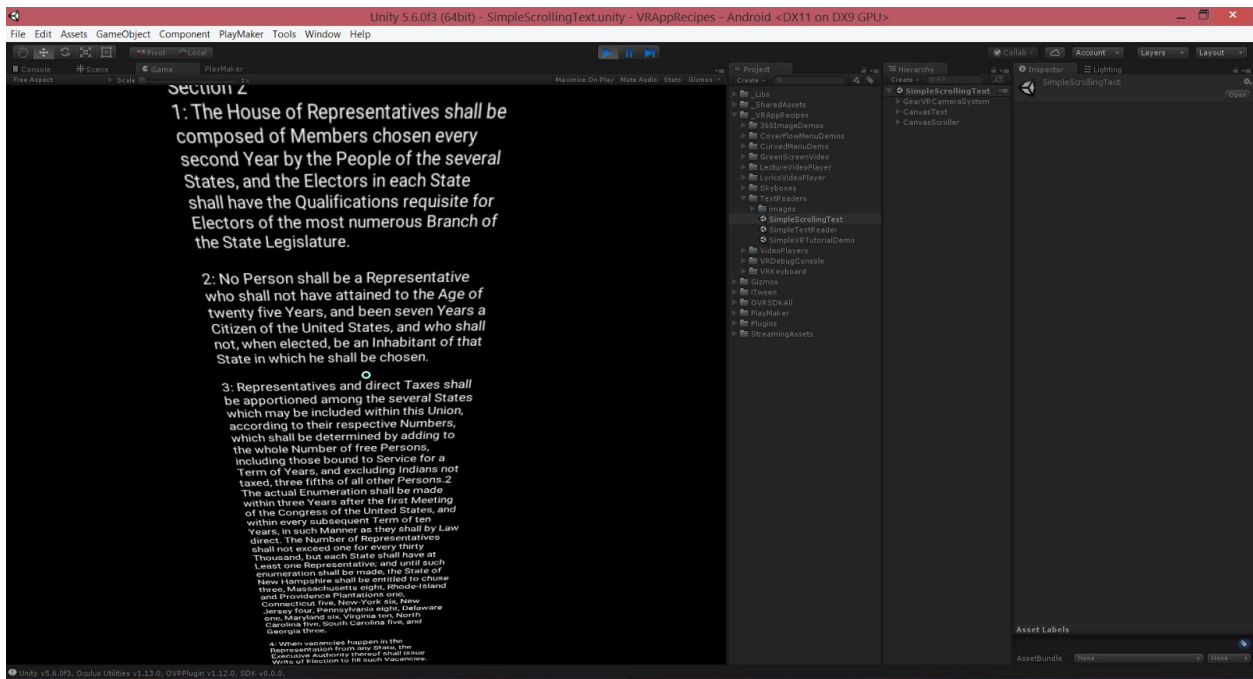 Unity 5.6.0f3 (64bit) - SimpleScrollingText.unity - VRAppRecipes - Android <DX11 on DX9 GPU>
File Edit Assets GameObject Component PlayMaker Tools Window Help
Pivot Local
Collab Account Layers Layout
Console Scene Game PlayMaker
Free Aspect Scale 1x Maximize On Play Mute Audio Stats Gizmos
Section 2
1: The House of Representatives shall be
composed of Members chosen every
second Year by the People of the several
States, and the Electors in each State
shall have the Qualifications requisite for
Electors of the most numerous Branch of
the State Legislature.
2: No Person shall be a Representative
who shall not have attained to the Age of
twenty five Years, and been seven Years a
Citizen of the United States, and who shall
not, when elected, be an Inhabitant of that
State in which he shall be chosen.
3: Representatives and direct Taxes shall
be apportioned among the several States
which may be included within this Union,
according to their respective Numbers,
which shall be determined by adding to
the whole Number of free Persons,
including those bound to Service for a
Term of Years, and excluding Indians not
taxed, three fifths of all other Persons.2
The actual Enumeration shall be made
within three Years after the first Meeting
of the Congress of the United States, and
within every subsequent Term of ten
Years, in such Manner as they shall by Law
direct. The Number of Representatives
shall not exceed one for every thirty
Thousand, but each State shall have at
Least one Representative; and until such
enumeration shall be made, the State of
New Hampshire shall be entitled to chuse
three, Massachusetts eight, Rhode-Island
and Providence Plantations one,
Connecticut five, New-York six, New
Jersey four, Pennsylvania eight, Delaware
one, Maryland six, Virginia ten, North
Carolina five, South Carolina five, and
Georgia three.
4: When vacancies happen in the
Representation from any State, the
Executive Authority thereof shall issue
Writs of Election to fill such Vacancies.
Project
Create
_Libs
_SharedAssets
_VRAppRecipes
360ImageDemos
CoverFlowMenuDemos
CurvedMenuDemo
GreenScreenVideo
LectureVideoPlayer
LyricsVideoPlayer
Skyboxes
TextReaders
images
SimpleScrollingText
SimpleTextReader
SimpleVRTutorialDemo
VideoPlayers
VRDebugConsole
VRKeyboard
Gizmos
iTween
OVRSDKAll
PlayMaker
Plugins
StreamingAssets
Hierarchy
Create All
SimpleScrollingText
GearVRCameraSystem
CanvasText
CanvasScroller
Inspector Lighting
SimpleScrollingText
Open
Asset Labels
AssetBundle None None
Unity v5.6.0f3, Oculus Utilities v1.13.0, OVRPlugin v1.12.0, SDK v0.0.0.